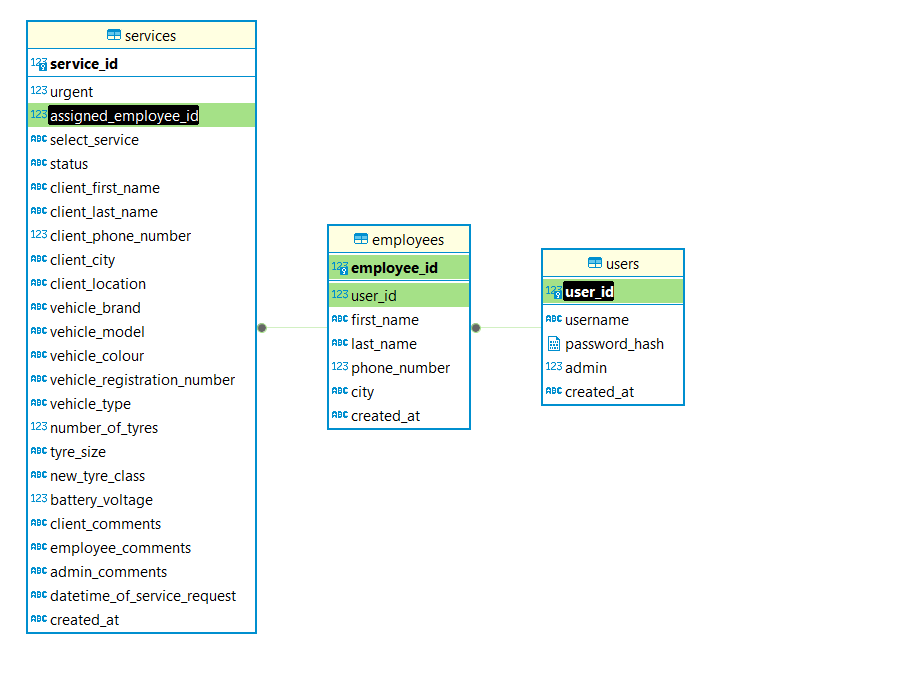 services
123 service_id
123 urgent
123 assigned_employee_id
ABC select_service
ABC status
ABC client_first_name
ABC client_last_name
123 client_phone_number
ABC client_city
ABC client_location
ABC vehicle_brand
ABC vehicle_model
ABC vehicle_colour
ABC vehicle_registration_number
ABC vehicle_type
123 number_of_tyres
ABC tyre_size
ABC new_tyre_class
123 battery_voltage
ABC client_comments
ABC employee_comments
ABC admin_comments
ABC datetime_of_service_request
ABC created_at
employees
123 employee_id
123 user_id
ABC first_name
ABC last_name
123 phone_number
ABC city
ABC created_at
users
123 user_id
ABC username
password_hash
123 admin
ABC created_at